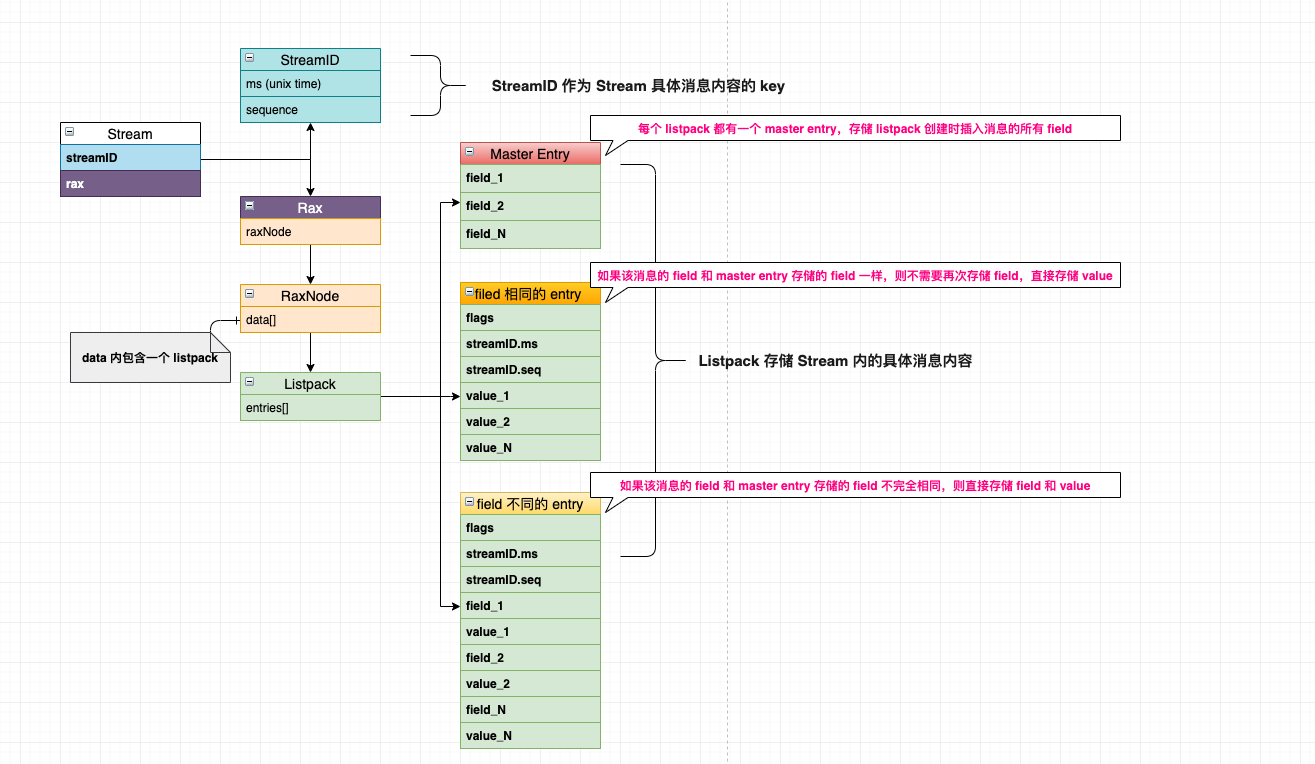 StreamID
ms (unix time)
sequence
StreamID 作为 Stream 具体消息内容的 key
Stream
streamID
rax
Rax
raxNode
RaxNode
data[]
data 内包含一个 listpack
Listpack
entries[]
每个 listpack 都有一个 master entry，存储 listpack 创建时插入消息的所有 field
Master Entry
field_1
field_2
field_N
如果该消息的 field 和 master entry 存储的 field 一样，则不需要再次存储 field，直接存储 value
filed 相同的 entry
flags
streamID.ms
streamID.seq
value_1
value_2
value_N
Listpack 存储 Stream 内的具体消息内容
如果该消息的 field 和 master entry 存储的 field 不完全相同，则直接存储 field 和 value
field 不同的 entry
flags
streamID.ms
streamID.seq
field_1
value_1
field_2
value_2
field_N
value_N